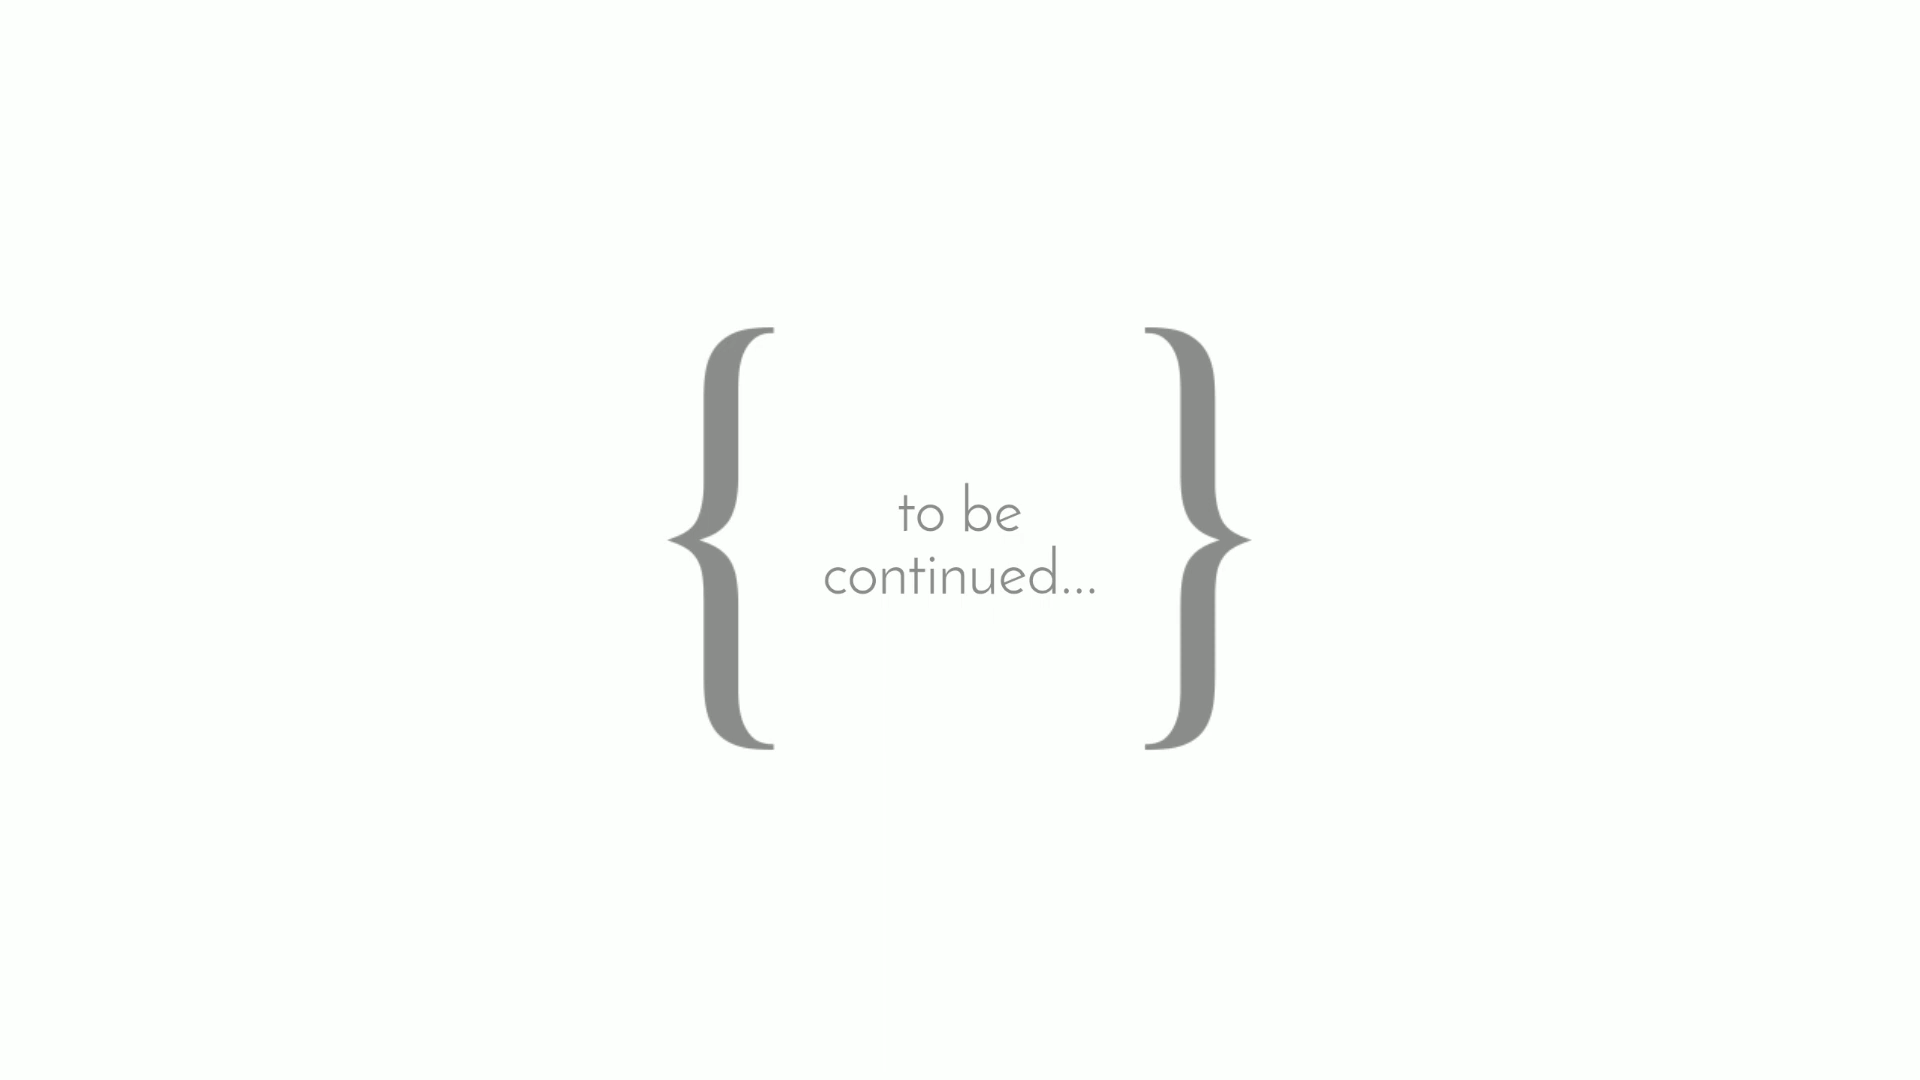 { to be
continued... }